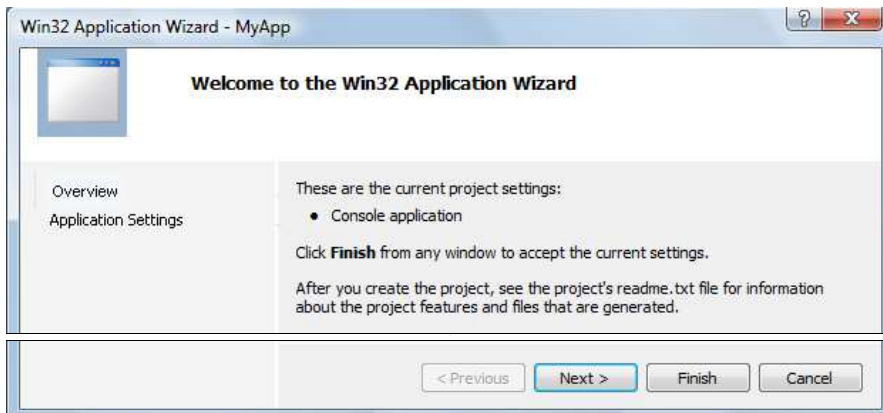 Win32 Application Wizard - MyApp
Welcome to the Win32 Application Wizard
Overview
Application Settings
These are the current project settings:
• Console application
Click Finish from any window to accept the current settings.
After you create the project, see the project's readme.txt file for information
about the project features and files that are generated.
< Previous
Next >
Finish
Cancel